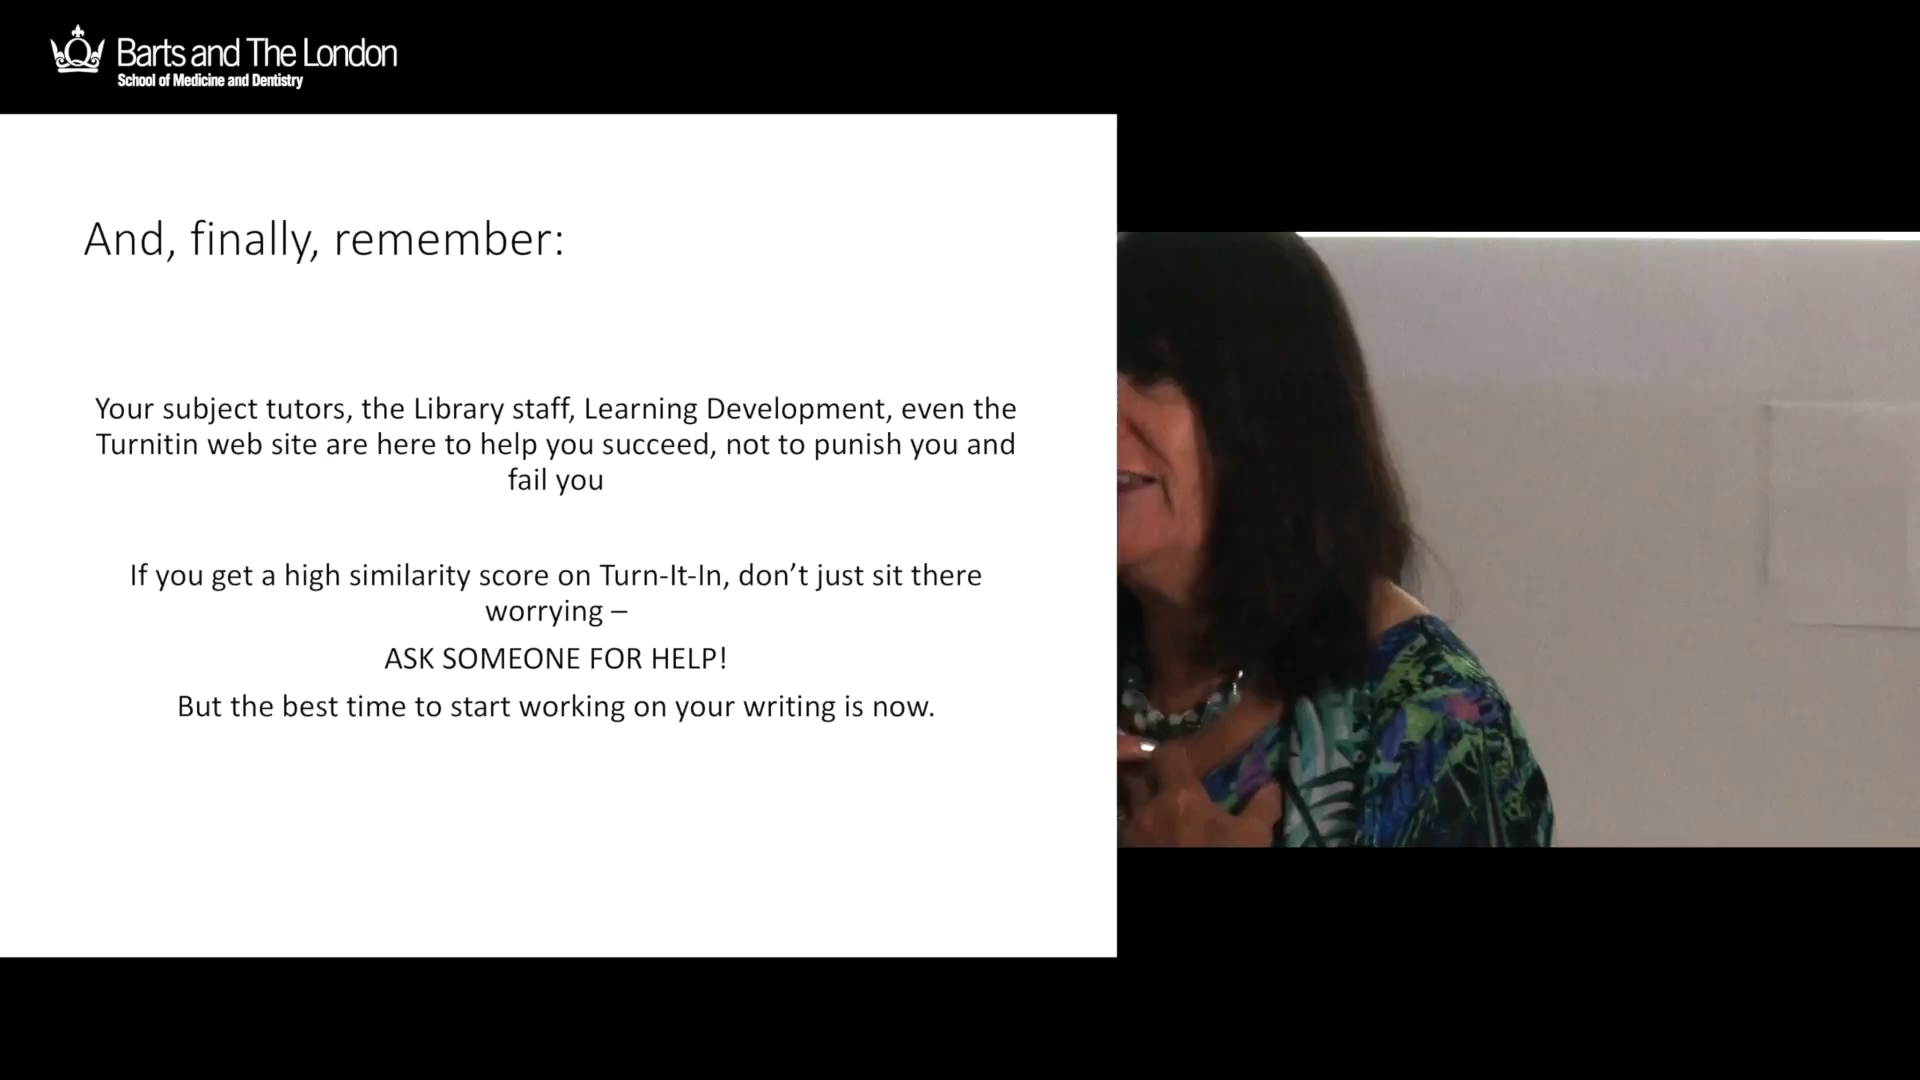 Barts and The London
School of Medicine and Dentistry
And, finally, remember:
Your subject tutors, the Library staff, Learning Development, even the
Turnitin web site are here to help you succeed, not to punish you and
fail you
If you get a high similarity score on Turn-It-In, don’t just sit there
worrying –
ASK SOMEONE FOR HELP!
But the best time to start working on your writing is now.